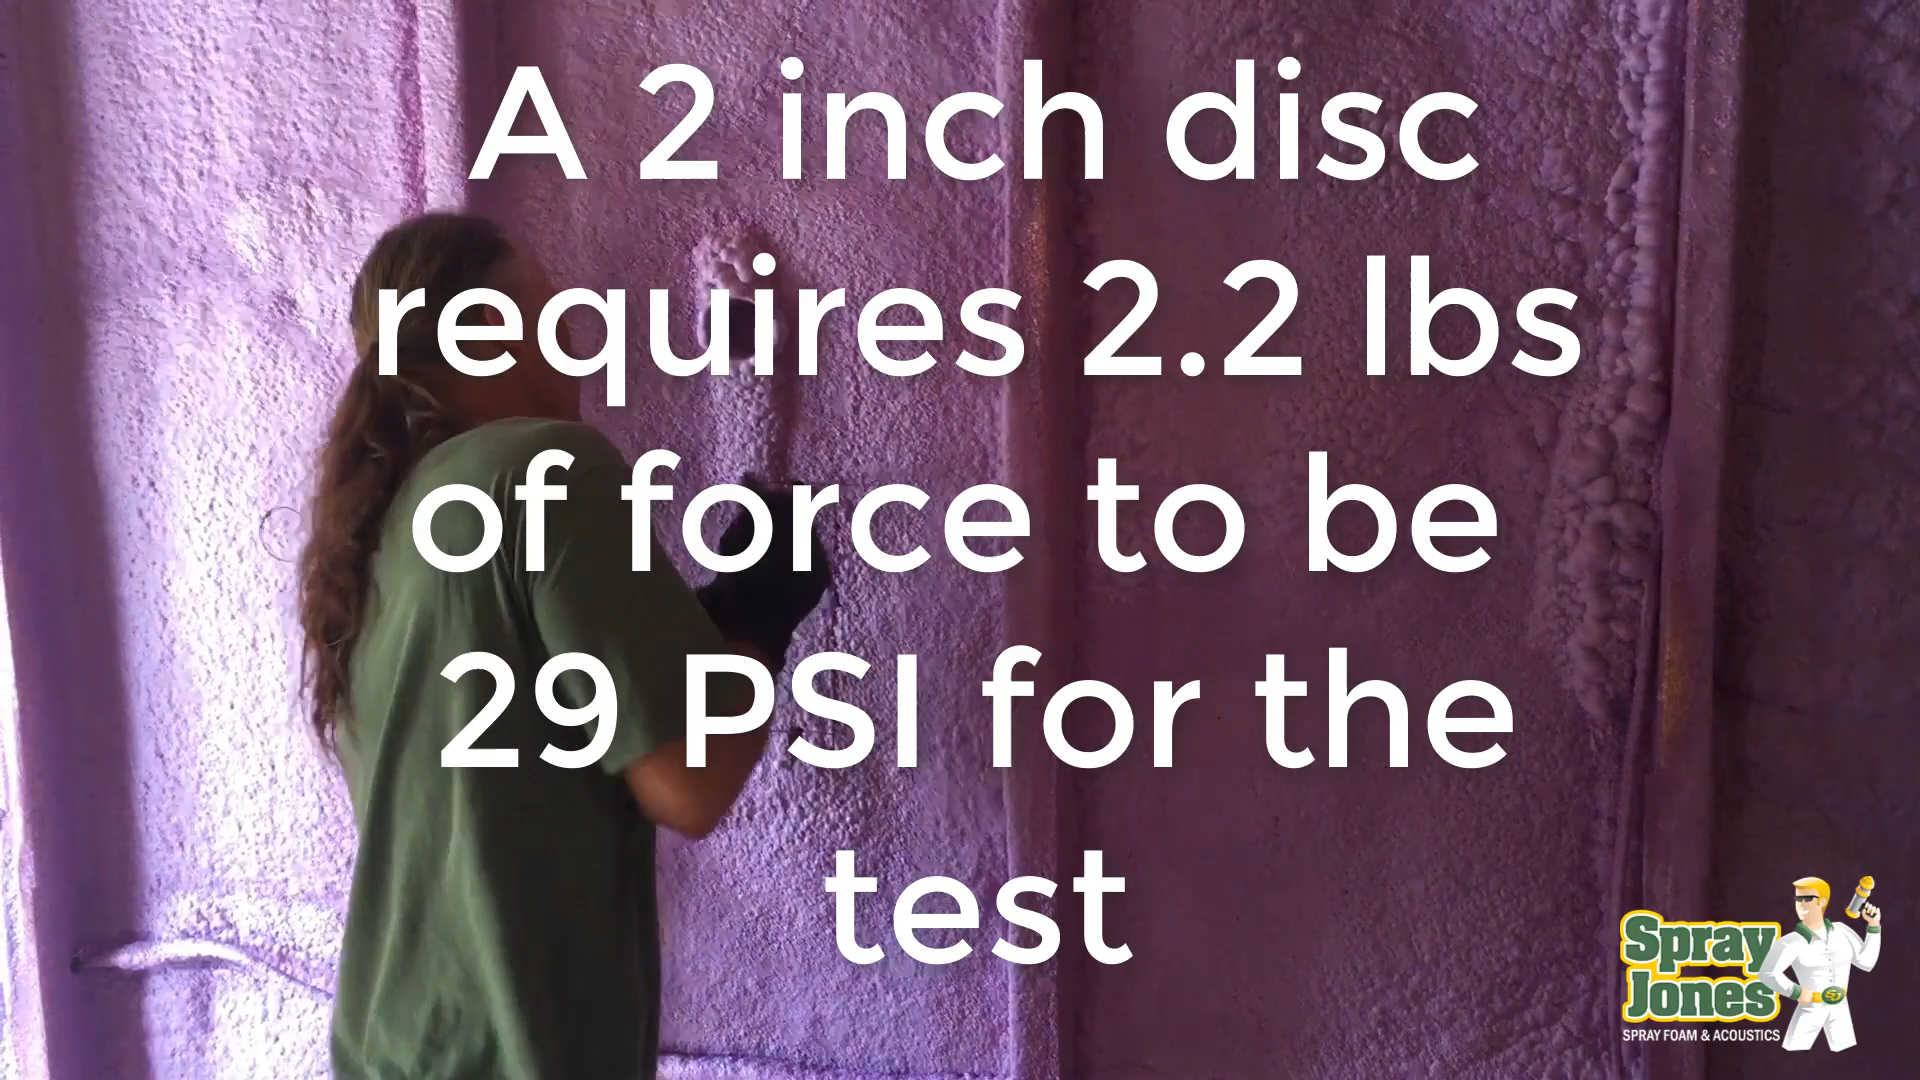 A 2 inch disc
requires 2.2 lbs
of force to be
29 PSI for the
test
Spray
Jones
SPRAY FOAM & ACOUSTICS
SJ